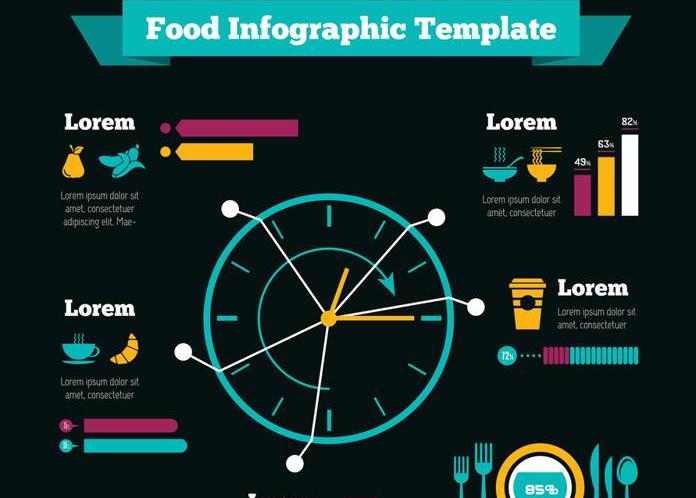 Food Infographic Template
Lorem
Lorem ipsum dolor sit
amet, consectetuer
adipiscing elit. Mae-
Lorem
Lorem ipsum dolor sit
amet, consectetuer
49%
63%
82%
Lorem
Lorem ipsum dolor sit
amet, consectetuer
Lorem
Lorem ipsum dolor sit
amet, consectetuer
72%
85%